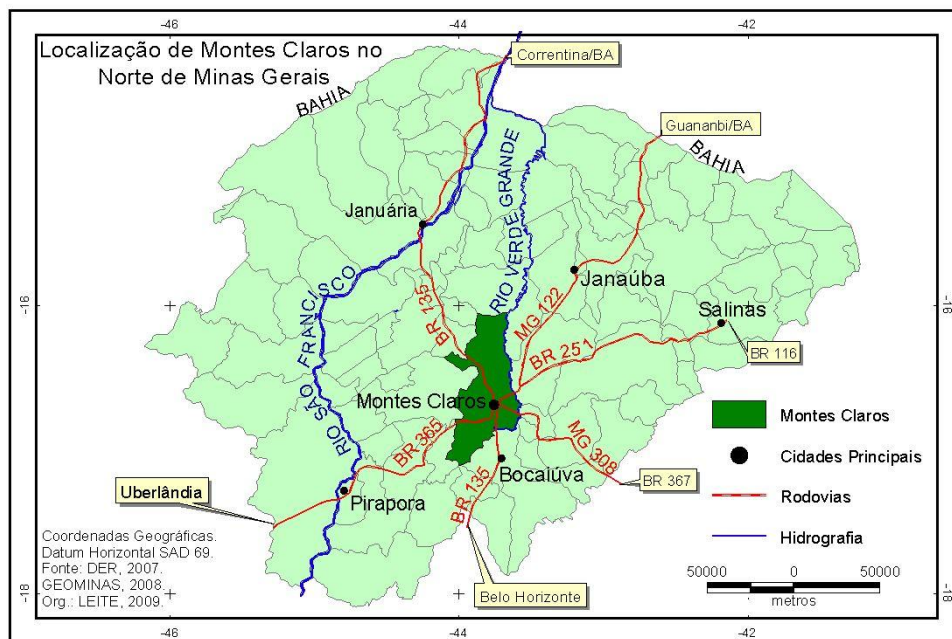 -46
-44
-42
Localização de Montes Claros no
Norte de Minas Gerais
Correntina/BA
BAHIA
Guananbi/BA
BAHIA
RIO VERDE GRANDE
Januária
RIO SÃO FRANCISCO
Janaúba
-16
-16
BR 135
MG 122
Salinas
BR 251
BR 116
Montes Claros
Montes Claros
BR 365
MG 308
Cidades Principais
Bocaiúva
BR 367
Uberlândia
Pirapora
BR 135
Rodovias
Coordenadas Geográficas.
Datum Horizontal SAD 69.
Fonte: DER, 2007.
GEOMINAS, 2008.
Org.: LEITE, 2009.
Hidrografia
50000
0
50000
metros
Belo Horizonte
-18
-18
-46
-44
-42